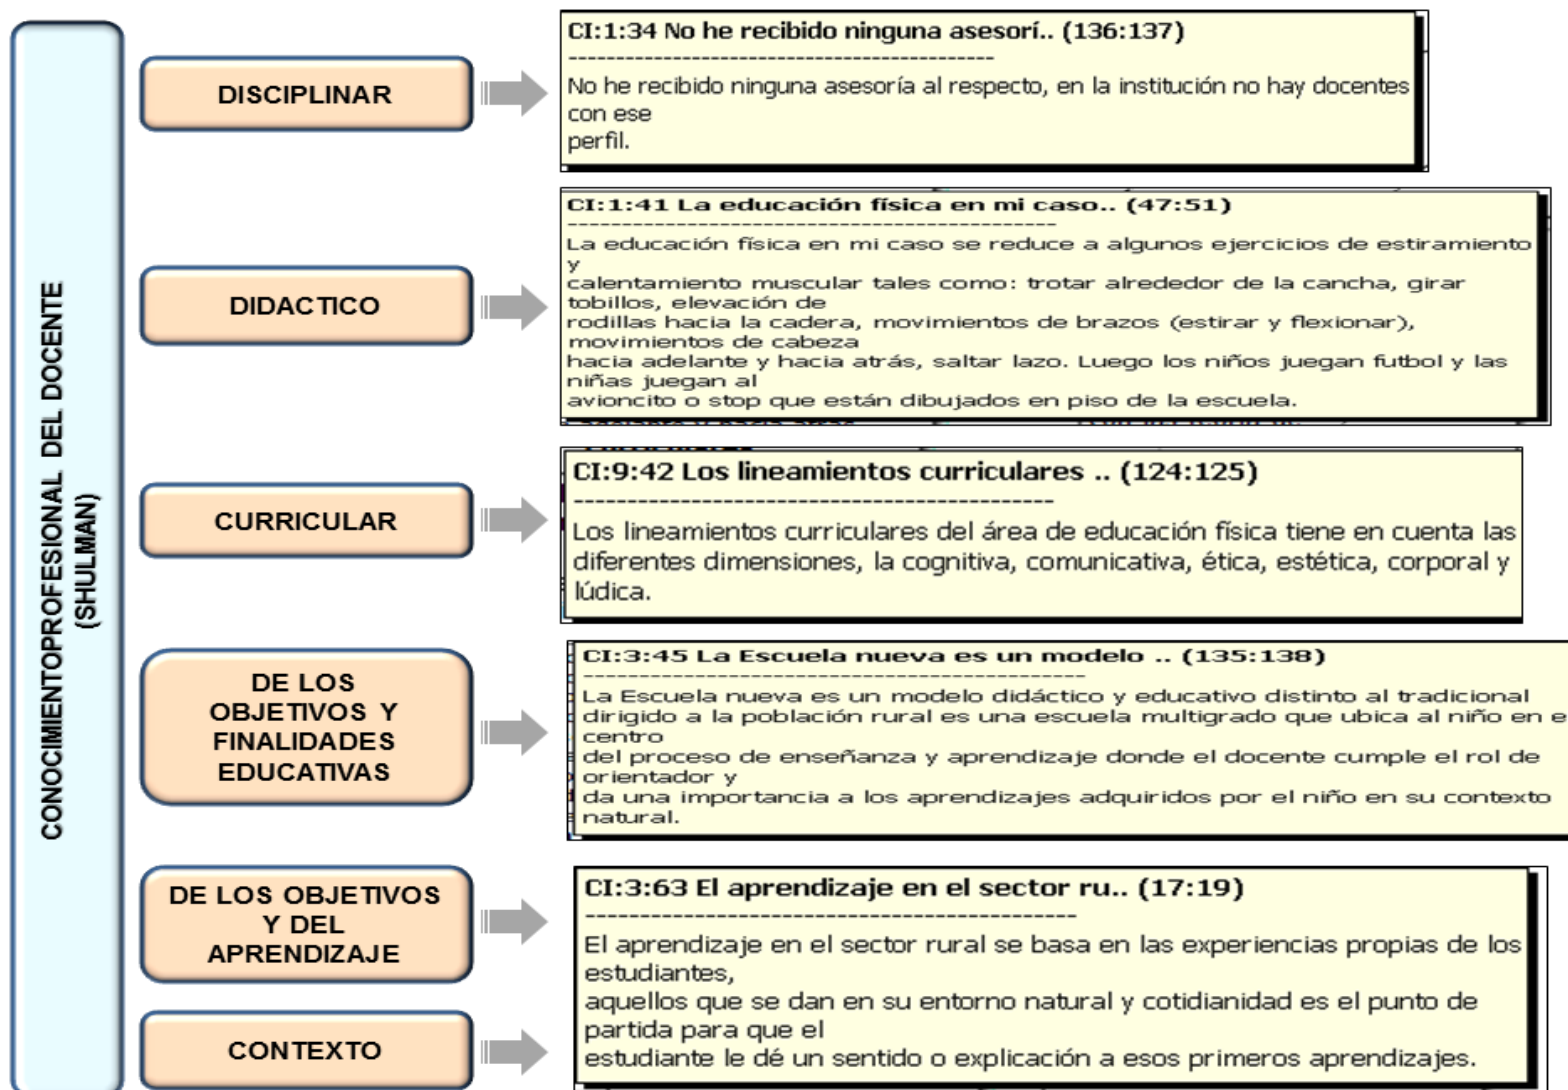 CONOCIMIENTOPROFESIONAL DEL DOCENTE
(SHULMAN)
DISCIPLINAR
CI:1:34 No he recibido ninguna asesorí.. (136:137)
--------------------------------------------
No he recibido ninguna asesoría al respecto, en la institución no hay docentes
con ese
perfil.
DIDACTICO
CI:1:41 La educación física en mi caso.. (47:51)
--------------------------------------------
La educación física en mi caso se reduce a algunos ejercicios de estiramiento
y
calentamiento muscular tales como: trotar alrededor de la cancha, girar
tobillos, elevación de
rodillas hacia la cadera, movimientos de brazos (estirar y flexionar),
movimientos de cabeza
hacia adelante y hacia atrás, saltar lazo. Luego los niños juegan futbol y las
niñas juegan al
avioncito o stop que están dibujados en piso de la escuela.
CURRICULAR
CI:9:42 Los lineamientos curriculares .. (124:125)
--------------------------------------------
Los lineamientos curriculares del área de educación física tiene en cuenta las
diferentes dimensiones, la cognitiva, comunicativa, ética, estética, corporal y
lúdica.
DE LOS
OBJETIVOS Y
FINALIDADES
EDUCATIVAS
CI:3:45 La Escuela nueva es un modelo .. (135:138)
--------------------------------------------
La Escuela nueva es un modelo didáctico y educativo distinto al tradicional
dirigido a la población rural es una escuela multigrado que ubica al niño en e
centro
del proceso de enseñanza y aprendizaje donde el docente cumple el rol de
orientador y
da una importancia a los aprendizajes adquiridos por el niño en su contexto
natural.
DE LOS OBJETIVOS
Y DEL
APRENDIZAJE
CONTEXTO
CI:3:63 El aprendizaje en el sector ru.. (17:19)
--------------------------------------------
El aprendizaje en el sector rural se basa en las experiencias propias de los
estudiantes,
aquellos que se dan en su entorno natural y cotidianidad es el punto de
partida para que el
estudiante le dé un sentido o explicación a esos primeros aprendizajes.